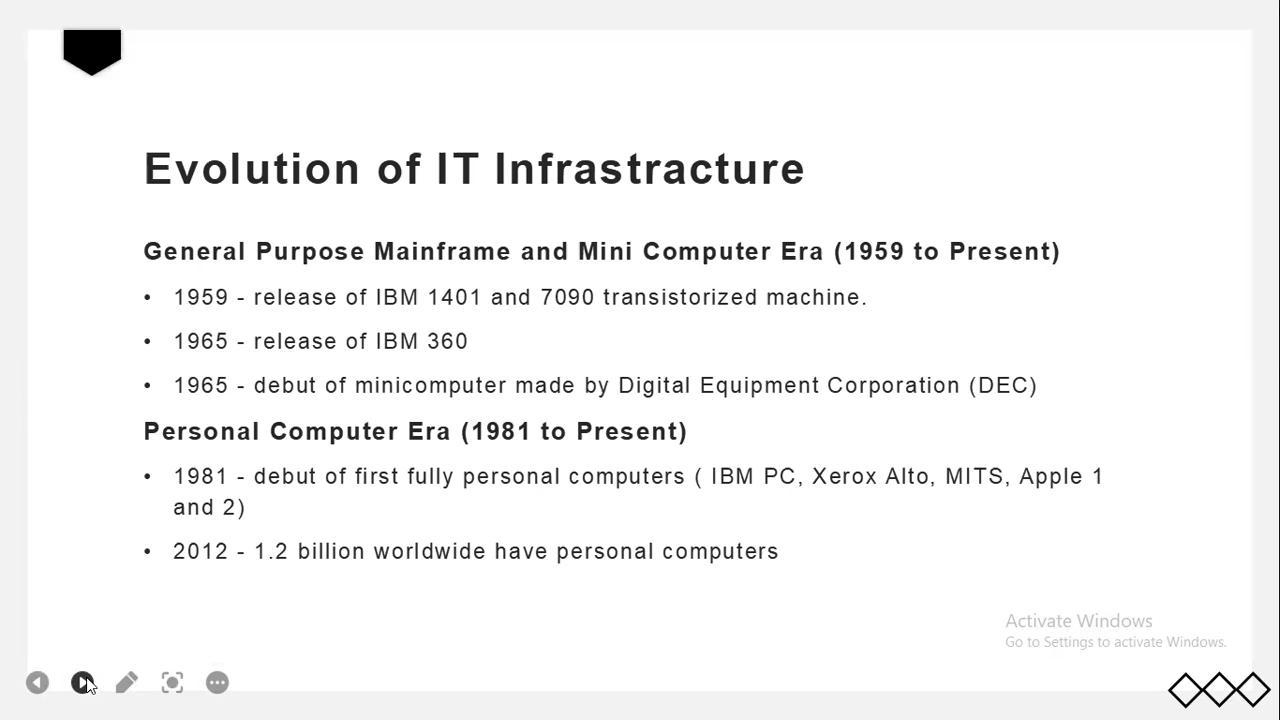 Evolution of IT Infrastracture
General Purpose Mainframe and Mini Computer Era (1959 to Present)
• 1959 - release of IBM 1401 and 7090 transistorized machine.
• 1965 - release of IBM 360
• 1965 - debut of minicomputer made by Digital Equipment Corporation (DEC)
Personal Computer Era (1981 to Present)
• 1981 - debut of first fully personal computers ( IBM PC, Xerox Alto, MITS, Apple 1
and 2)
• 2012 - 1.2 billion worldwide have personal computers
Activate Windows
Go to Settings to activate Windows.